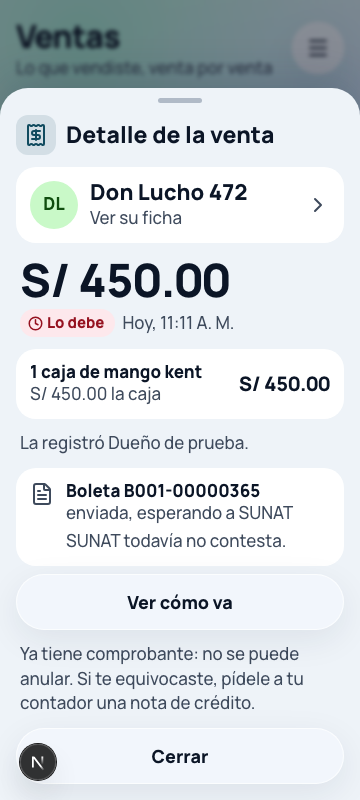 Ventas
Lo que vendiste, venta por venta
Detalle de la venta
DL
Don Lucho 472
Ver su ficha
S/ 450.00
Lo debe
Hoy, 11:11 A. M.
1 caja de mango kent
S/ 450.00 la caja
S/ 450.00
La registró Dueño de prueba.
Boleta B001-00000365
enviada, esperando a SUNAT
SUNAT todavía no contesta.
Ver cómo va
Ya tiene comprobante: no se puede
anular. Si te equivocaste, pídele a tu
contador una nota de crédito.
N
Cerrar